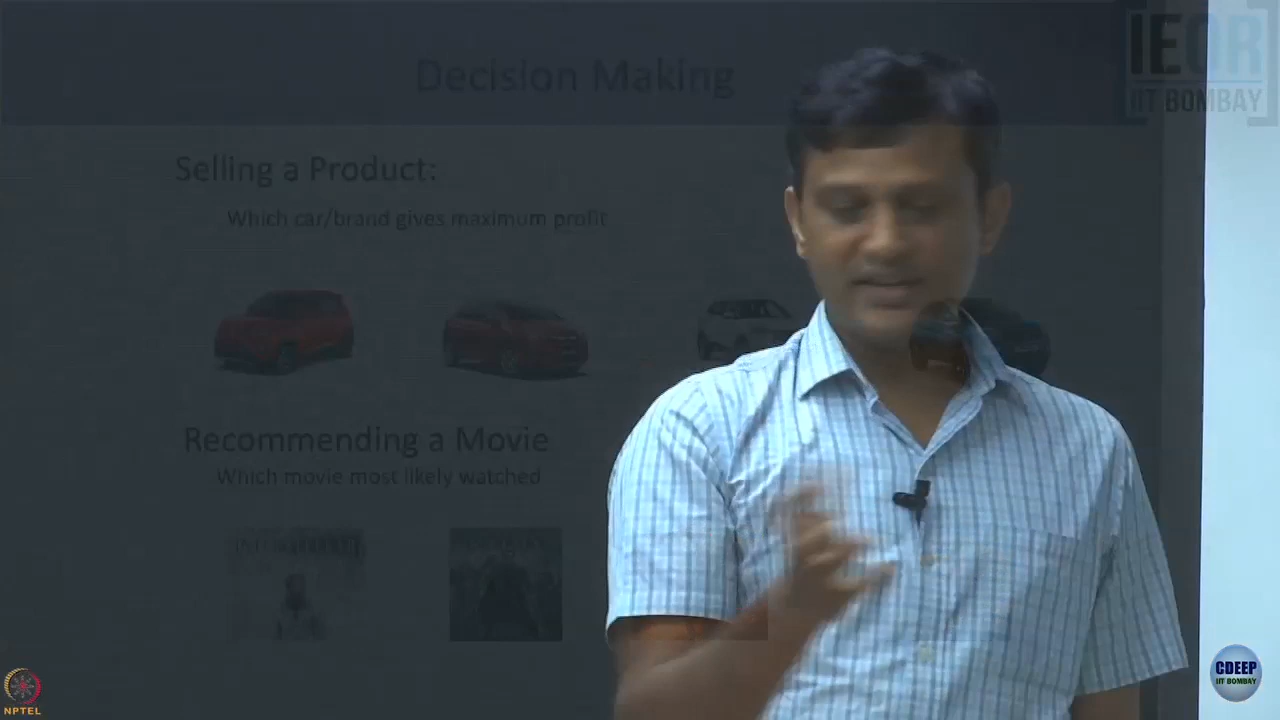 IEOR
IIT BOMBAY
Decision Making
Selling a Product:
Which car/brand gives maximum profit
Recommending a Movie
Which movie most likely watched
NPTEL
CDEEP
IIT BOMBAY